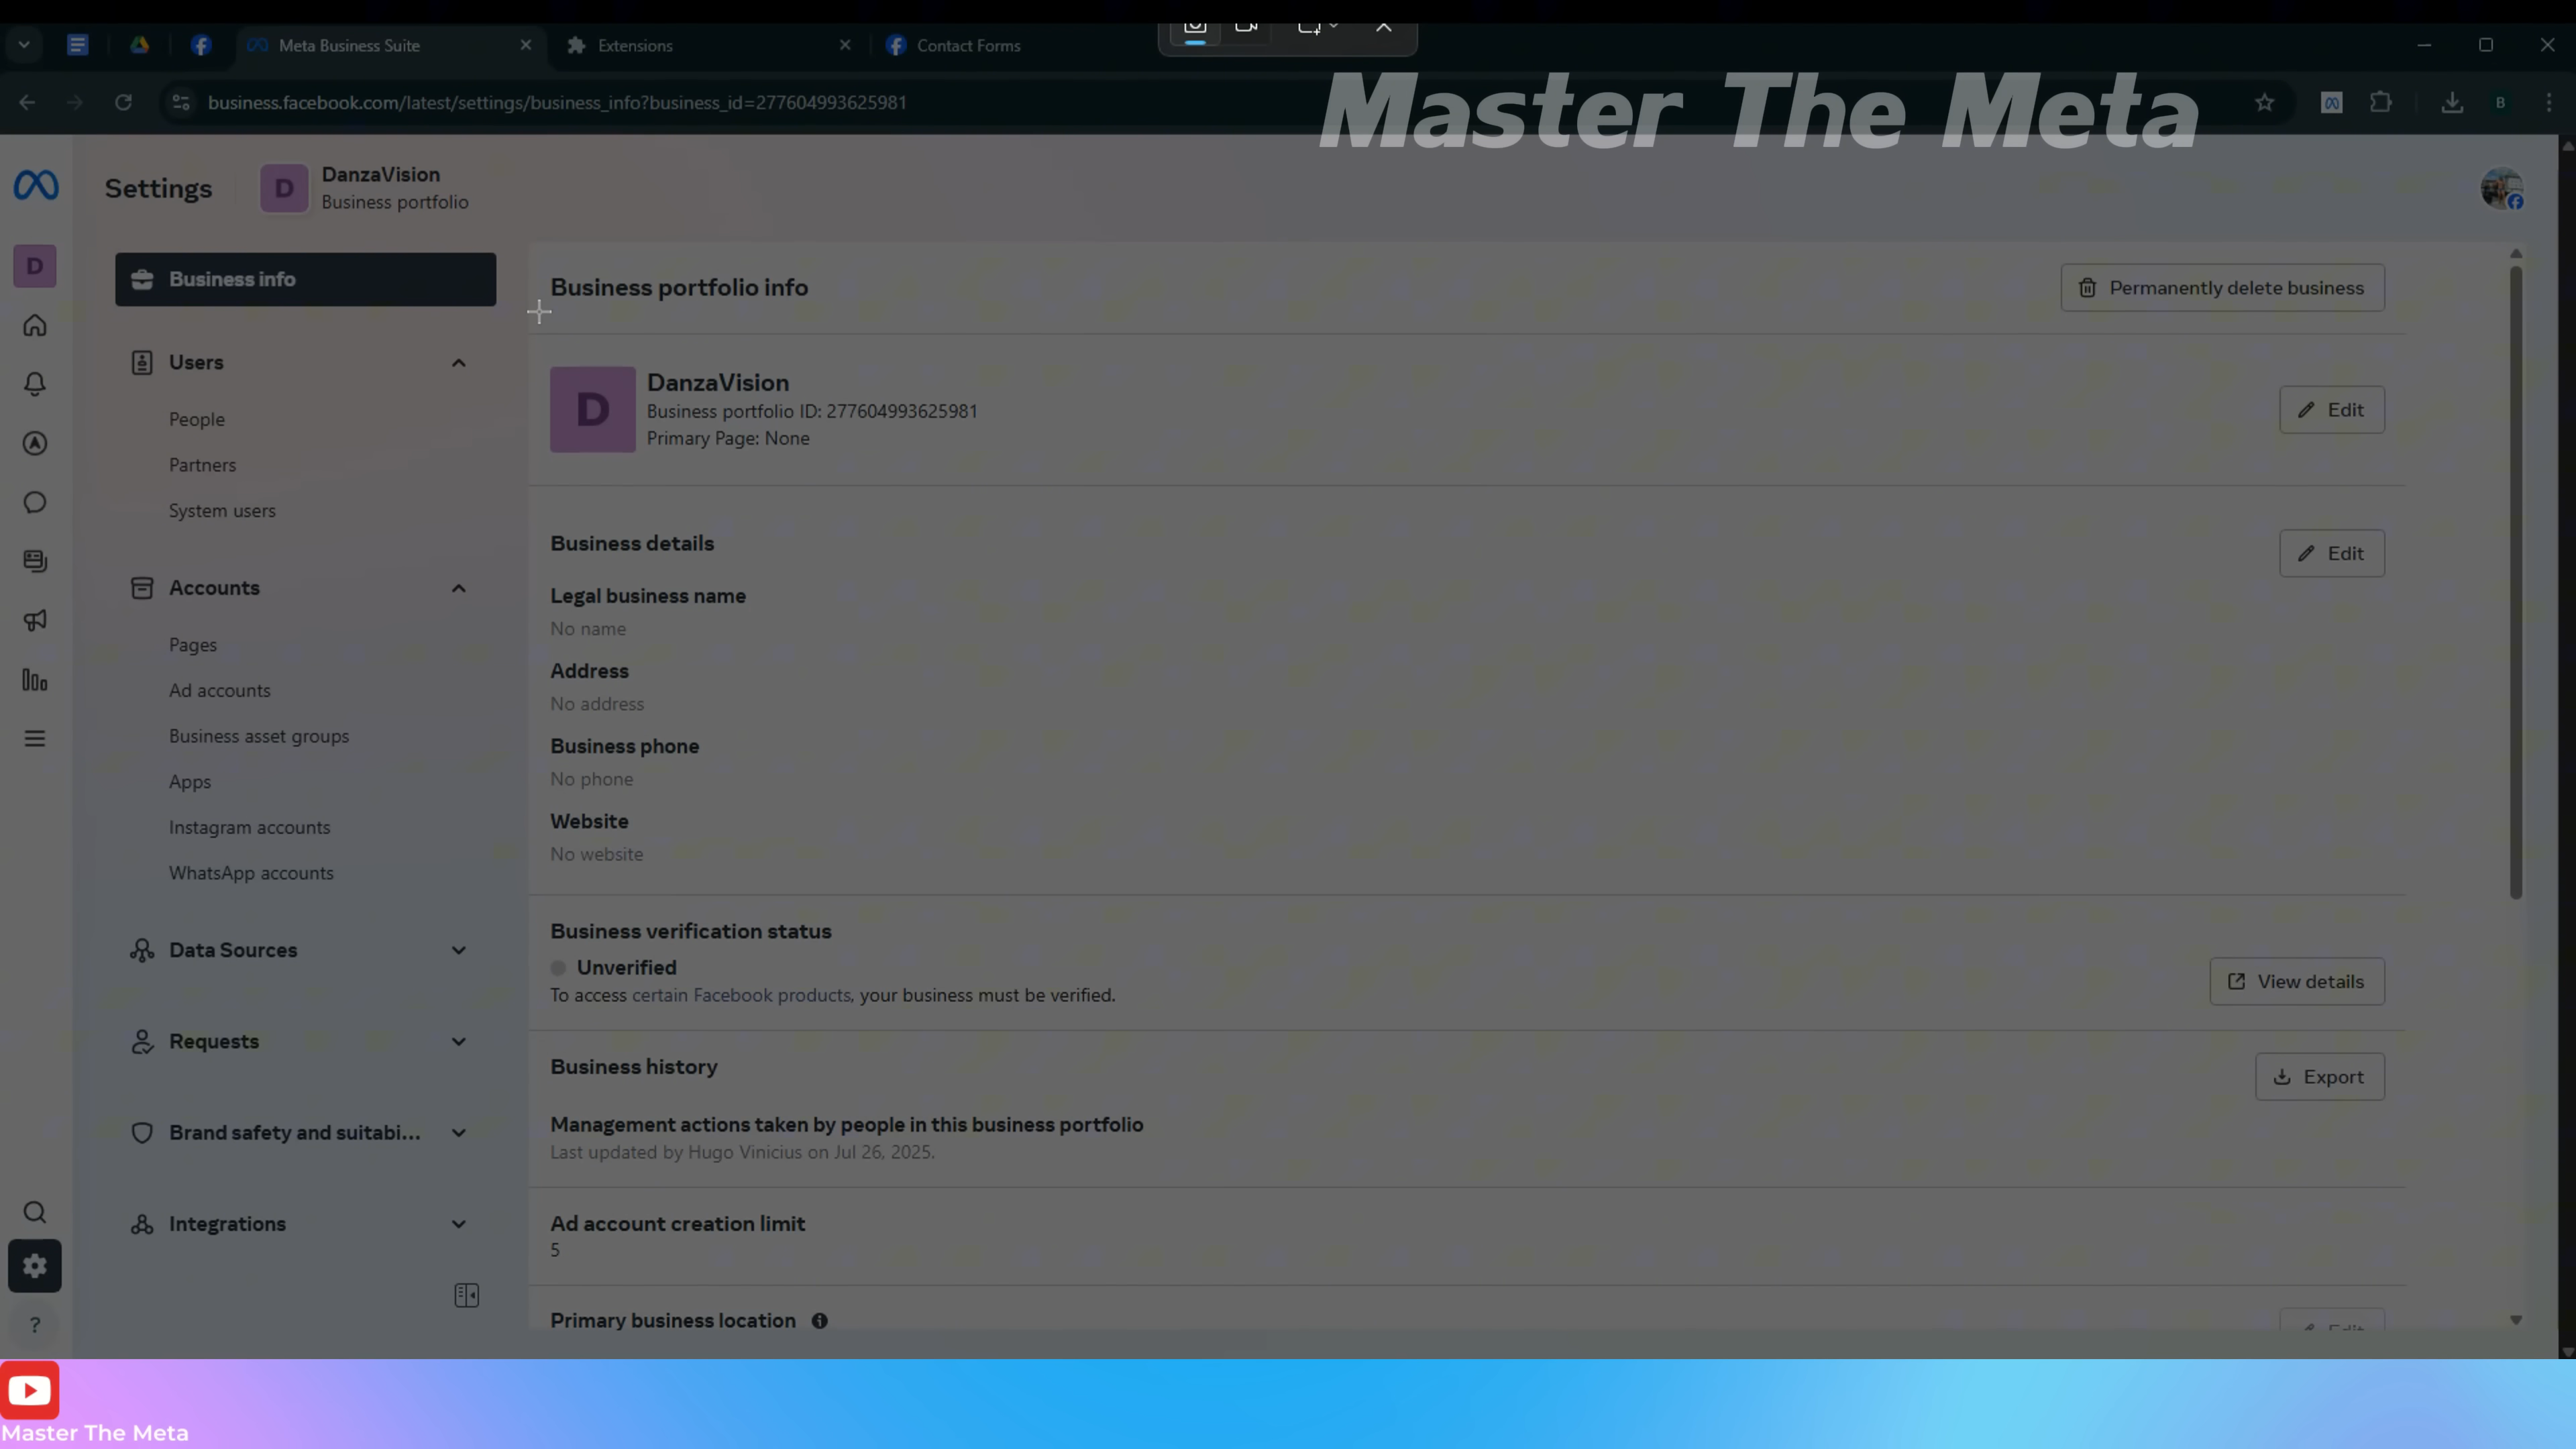 Meta Business Suite
Extensions
Contact Forms
business.facebook.com/latest/settings/business_info?business_id=277604993625981
B
Master The Meta
Settings
D
DanzaVision
Business portfolio
D
Business info
Users
People
Partners
System users
Accounts
Pages
Ad accounts
Business asset groups
Apps
Instagram accounts
WhatsApp accounts
Data Sources
Requests
Brand safety and suitabi...
Integrations
?
Business portfolio info
Permanently delete business
D
DanzaVision
Business portfolio ID: 277604993625981
Primary Page: None
Edit
Business details
Edit
Legal business name
No name
Address
No address
Business phone
No phone
Website
No website
Business verification status
Unverified
To access certain Facebook products, your business must be verified.
View details
Business history
Export
Management actions taken by people in this business portfolio
Last updated by Hugo Vinicius on Jul 26, 2025.
Ad account creation limit
5
Primary business location
Edit
Master The Meta